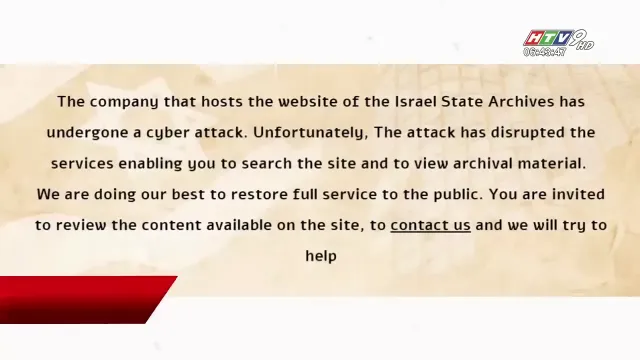 HTV9HD
06:43:47
The company that hosts the website of the Israel State Archives has
undergone a cyber attack. Unfortunately, The attack has disrupted the
services enabling you to search the site and to view archival material.
We are doing our best to restore full service to the public. You are invited
to review the content available on the site, to contact us and we will try to
help